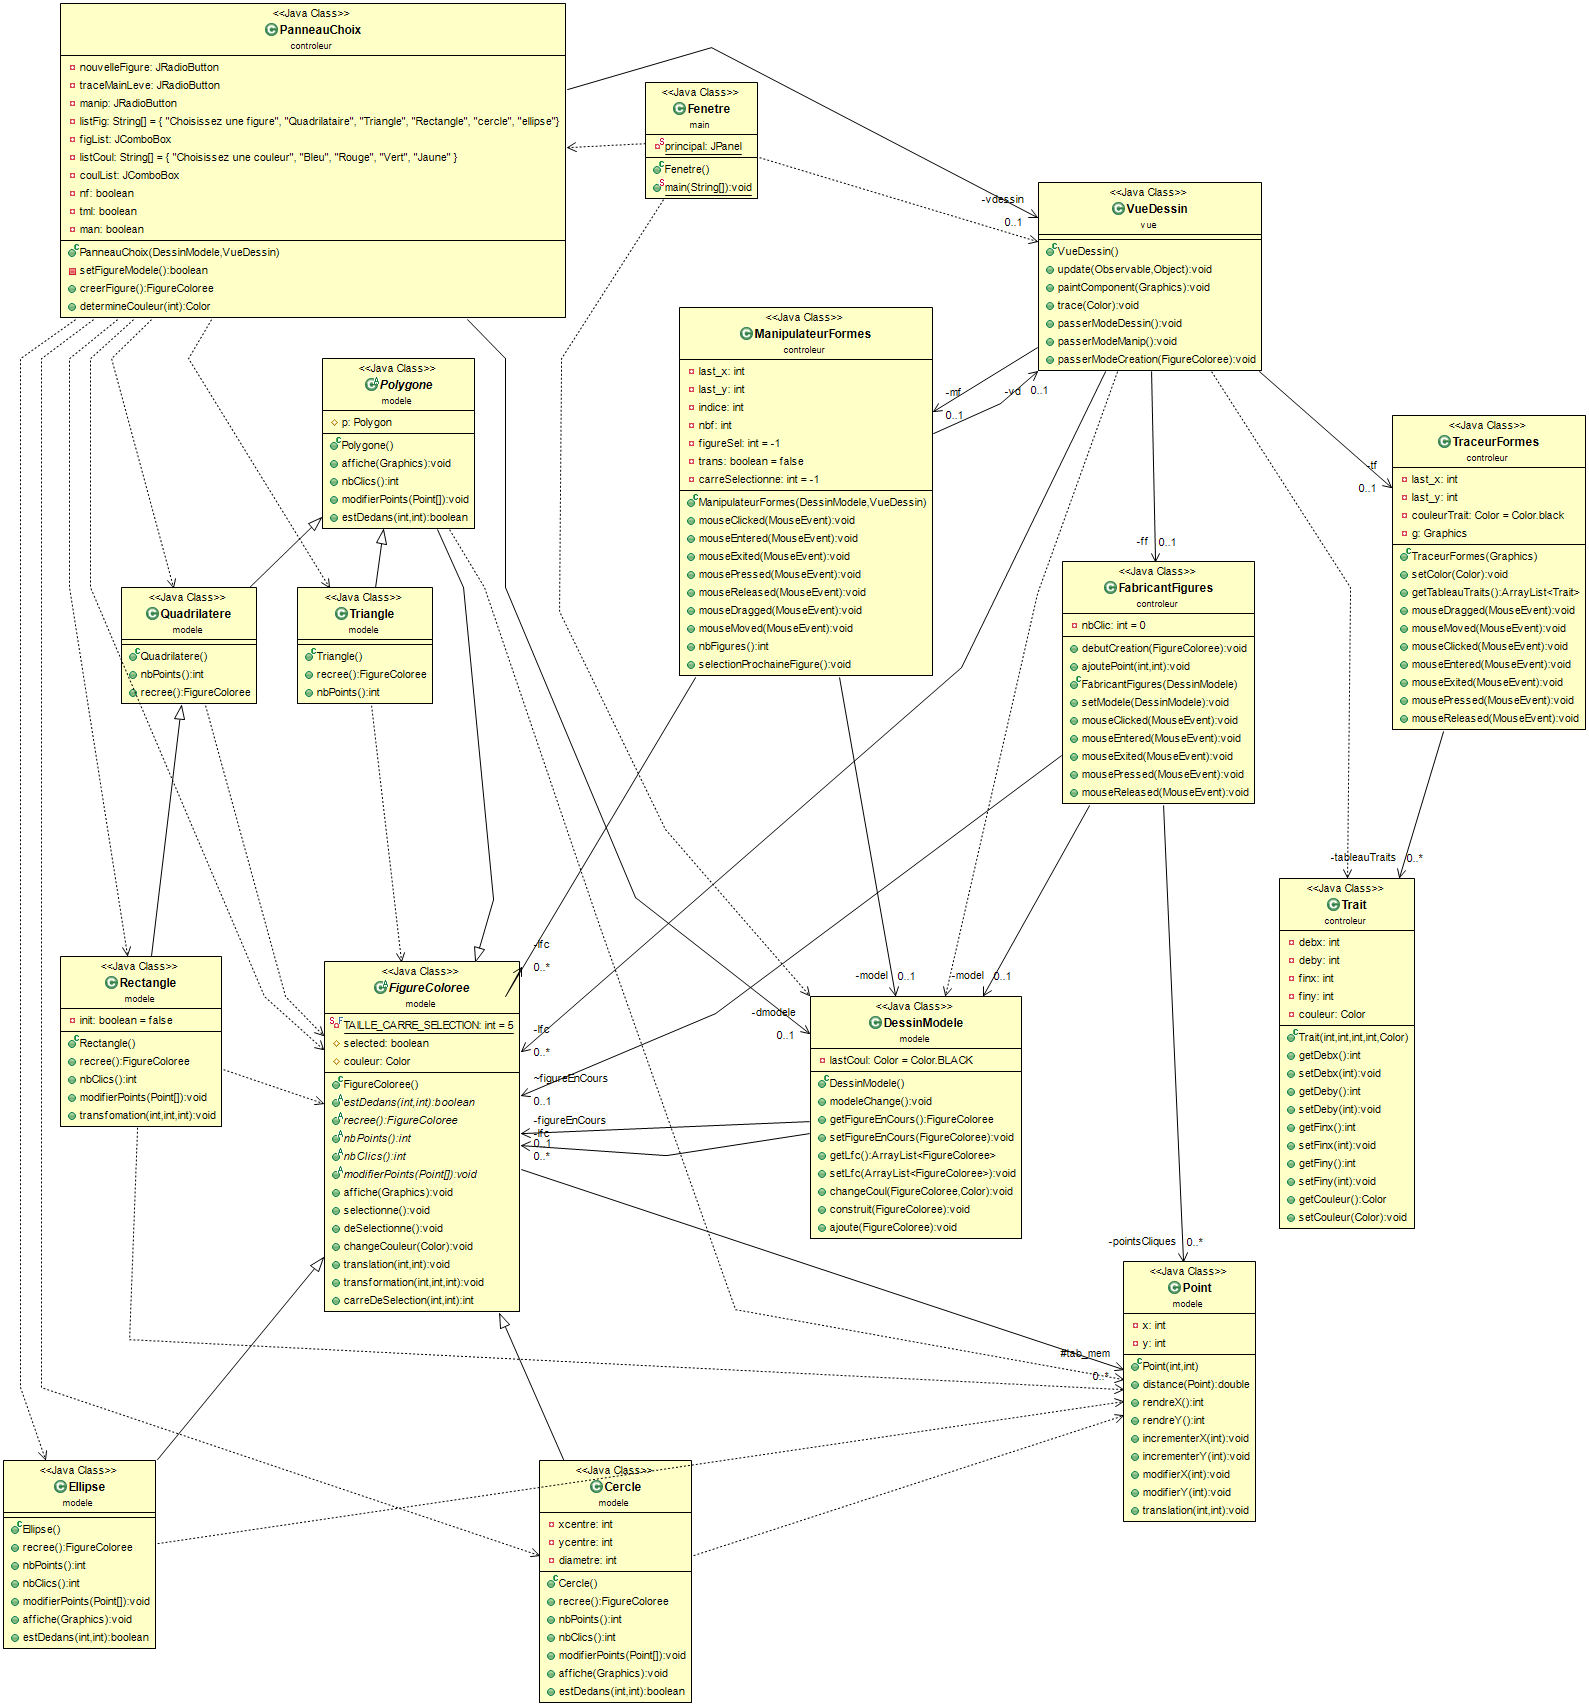 <<Java Class>>
PanneauChoix
controleur
nouvelleFigure: JRadioButton
traceMainLeve: JRadioButton
manip: JRadioButton
listFig: String[] = { "Choisissez une figure", "Quadrilataire", "Triangle", "Rectangle", "cercle", "ellipse"}
figList: JComboBox
listCoul: String[] = { "Choisissez une couleur", "Bleu", "Rouge", "Vert", "Jaune" }
coulList: JComboBox
nf: boolean
tml: boolean
man: boolean
PanneauChoix(DessinModele,VueDessin)
setFigureModele():boolean
creerFigure():FigureColoree
determineCouleur(int):Color
<<Java Class>>
Fenetre
main
principal: JPanel
Fenetre()
main(String[]):void
-vdessin
0..1
<<Java Class>>
VueDessin
vue
VueDessin()
update(Observable,Object):void
paintComponent(Graphics):void
trace(Color):void
passerModeDessin():void
passerModeManip():void
passerModeCreation(FigureColoree):void
<<Java Class>>
ManipulateurFormes
controleur
last_x: int
last_y: int
indice: int
nbf: int
figureSel: int = -1
trans: boolean = false
carreSelectionne: int = -1
ManipulateurFormes(DessinModele,VueDessin)
mouseClicked(MouseEvent):void
mouseEntered(MouseEvent):void
mouseExited(MouseEvent):void
mousePressed(MouseEvent):void
mouseReleased(MouseEvent):void
mouseDragged(MouseEvent):void
mouseMoved(MouseEvent):void
nbFigures():int
selectionProchaineFigure():void
-mf
0..1
-vd
0..1
<<Java Class>>
Polygone
modele
p: Polygon
Polygone()
affiche(Graphics):void
nbClics():int
modifierPoints(Point[]):void
estDedans(int,int):boolean
-tf
0..1
<<Java Class>>
TraceurFormes
controleur
last_x: int
last_y: int
couleurTrait: Color = Color.black
g: Graphics
TraceurFormes(Graphics)
setColor(Color):void
getTableauTraits():ArrayList<Trait>
mouseDragged(MouseEvent):void
mouseMoved(MouseEvent):void
mouseClicked(MouseEvent):void
mouseEntered(MouseEvent):void
mouseExited(MouseEvent):void
mousePressed(MouseEvent):void
mouseReleased(MouseEvent):void
-ff
0..1
<<Java Class>>
FabricantFigures
controleur
nbClic: int = 0
debutCreation(FigureColoree):void
ajoutePoint(int,int):void
FabricantFigures(DessinModele)
setModele(DessinModele):void
mouseClicked(MouseEvent):void
mouseEntered(MouseEvent):void
mouseExited(MouseEvent):void
mousePressed(MouseEvent):void
mouseReleased(MouseEvent):void
<<Java Class>>
Quadrilatere
modele
Quadrilatere()
nbPoints():int
recree():FigureColoree
<<Java Class>>
Triangle
modele
Triangle()
recree():FigureColoree
nbPoints():int
-tableauTraits
0..*
<<Java Class>>
Trait
controleur
debx: int
deby: int
finx: int
finy: int
couleur: Color
Trait(int,int,int,int,Color)
getDebx():int
setDebx(int):void
getDeby():int
setDeby(int):void
getFinx():int
setFinx(int):void
getFiny():int
setFiny(int):void
getCouleur():Color
setCouleur(Color):void
<<Java Class>>
Rectangle
modele
init: boolean = false
Rectangle()
recree():FigureColoree
nbClics():int
modifierPoints(Point[]):void
transfomation(int,int,int):void
<<Java Class>>
FigureColoree
modele
TAILLE_CARRE_SELECTION: int = 5
selected: boolean
couleur: Color
FigureColoree()
estDedans(int,int):boolean
recree():FigureColoree
nbPoints():int
nbClics():int
modifierPoints(Point[]):void
affiche(Graphics):void
selectionne():void
deSelectionne():void
changeCouleur(Color):void
translation(int,int):void
transformation(int,int,int):void
carreDeSelection(int,int):int
-lfc
0..*
-lfc
0..*
~figureEnCours
0..1
-figureEnCours
-lfc
0..1
0..*
-dmodele
0..1
-model
0..1
-model
0..1
<<Java Class>>
DessinModele
modele
lastCoul: Color = Color.BLACK
DessinModele()
modeleChange():void
getFigureEnCours():FigureColoree
setFigureEnCours(FigureColoree):void
getLfc():ArrayList<FigureColoree>
setLfc(ArrayList<FigureColoree>):void
changeCoul(FigureColoree,Color):void
construit(FigureColoree):void
ajoute(FigureColoree):void
-pointsCliques
0..*
#tab_mem
0..*
<<Java Class>>
Point
modele
x: int
y: int
Point(int,int)
distance(Point):double
rendreX():int
rendreY():int
incrementerX(int):void
incrementerY(int):void
modifierX(int):void
modifierY(int):void
translation(int,int):void
<<Java Class>>
Ellipse
modele
Ellipse()
recree():FigureColoree
nbPoints():int
nbClics():int
modifierPoints(Point[]):void
affiche(Graphics):void
estDedans(int,int):boolean
<<Java Class>>
Cercle
modele
xcentre: int
ycentre: int
diametre: int
Cercle()
recree():FigureColoree
nbPoints():int
nbClics():int
modifierPoints(Point[]):void
affiche(Graphics):void
estDedans(int,int):boolean